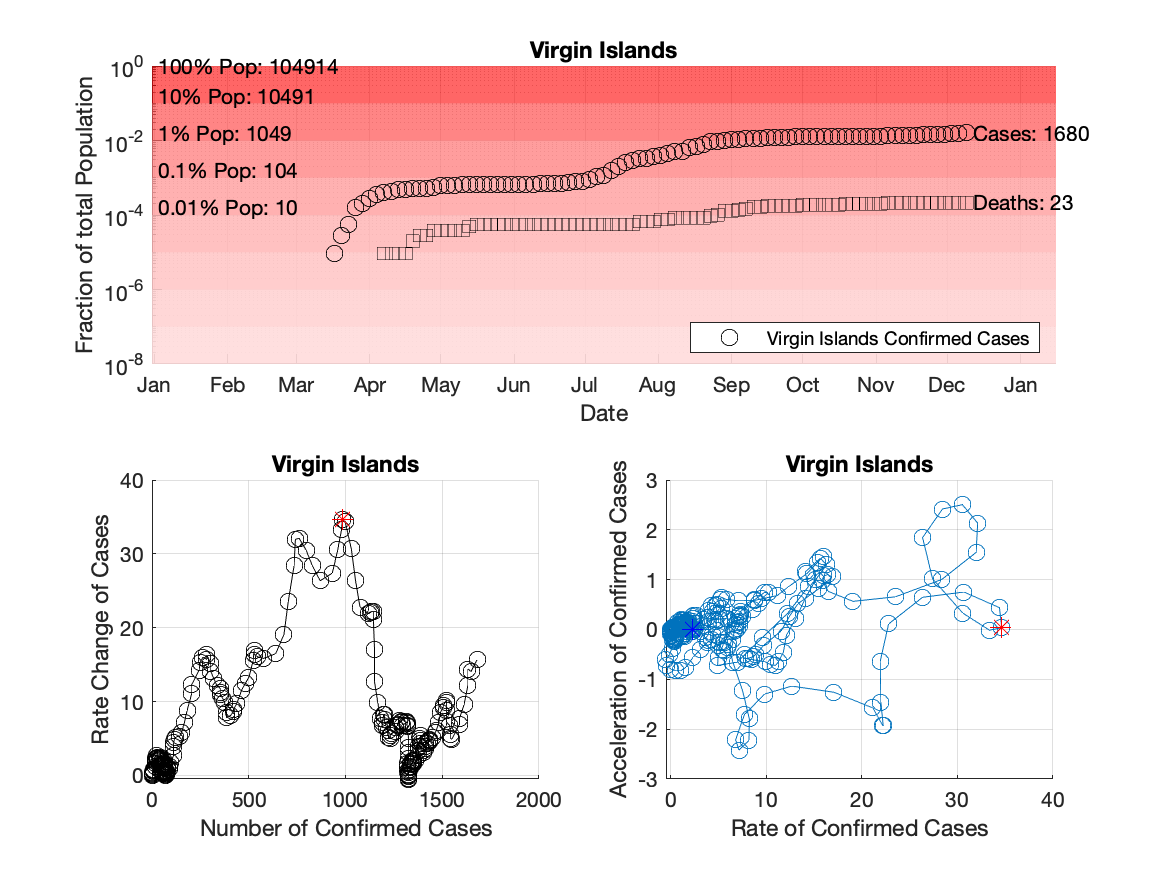 Virgin Islands
Fraction of total Population
10^0
10^-2
10^-4
10^-6
10^-8
100% Pop: 104914
10% Pop: 10491
1% Pop: 1049
0.1% Pop: 104
0.01% Pop: 10
Cases: 1680
Deaths: 23
Virgin Islands Confirmed Cases
Jan Feb Mar Apr May Jun Jul Aug Sep Oct Nov Dec Jan
Date
Virgin Islands
Rate Change of Cases
40
30
20
10
0
0 500 1000 1500 2000
Number of Confirmed Cases
Virgin Islands
Acceleration of Confirmed Cases
3
2
1
0
-1
-2
-3
0 10 20 30 40
Rate of Confirmed Cases